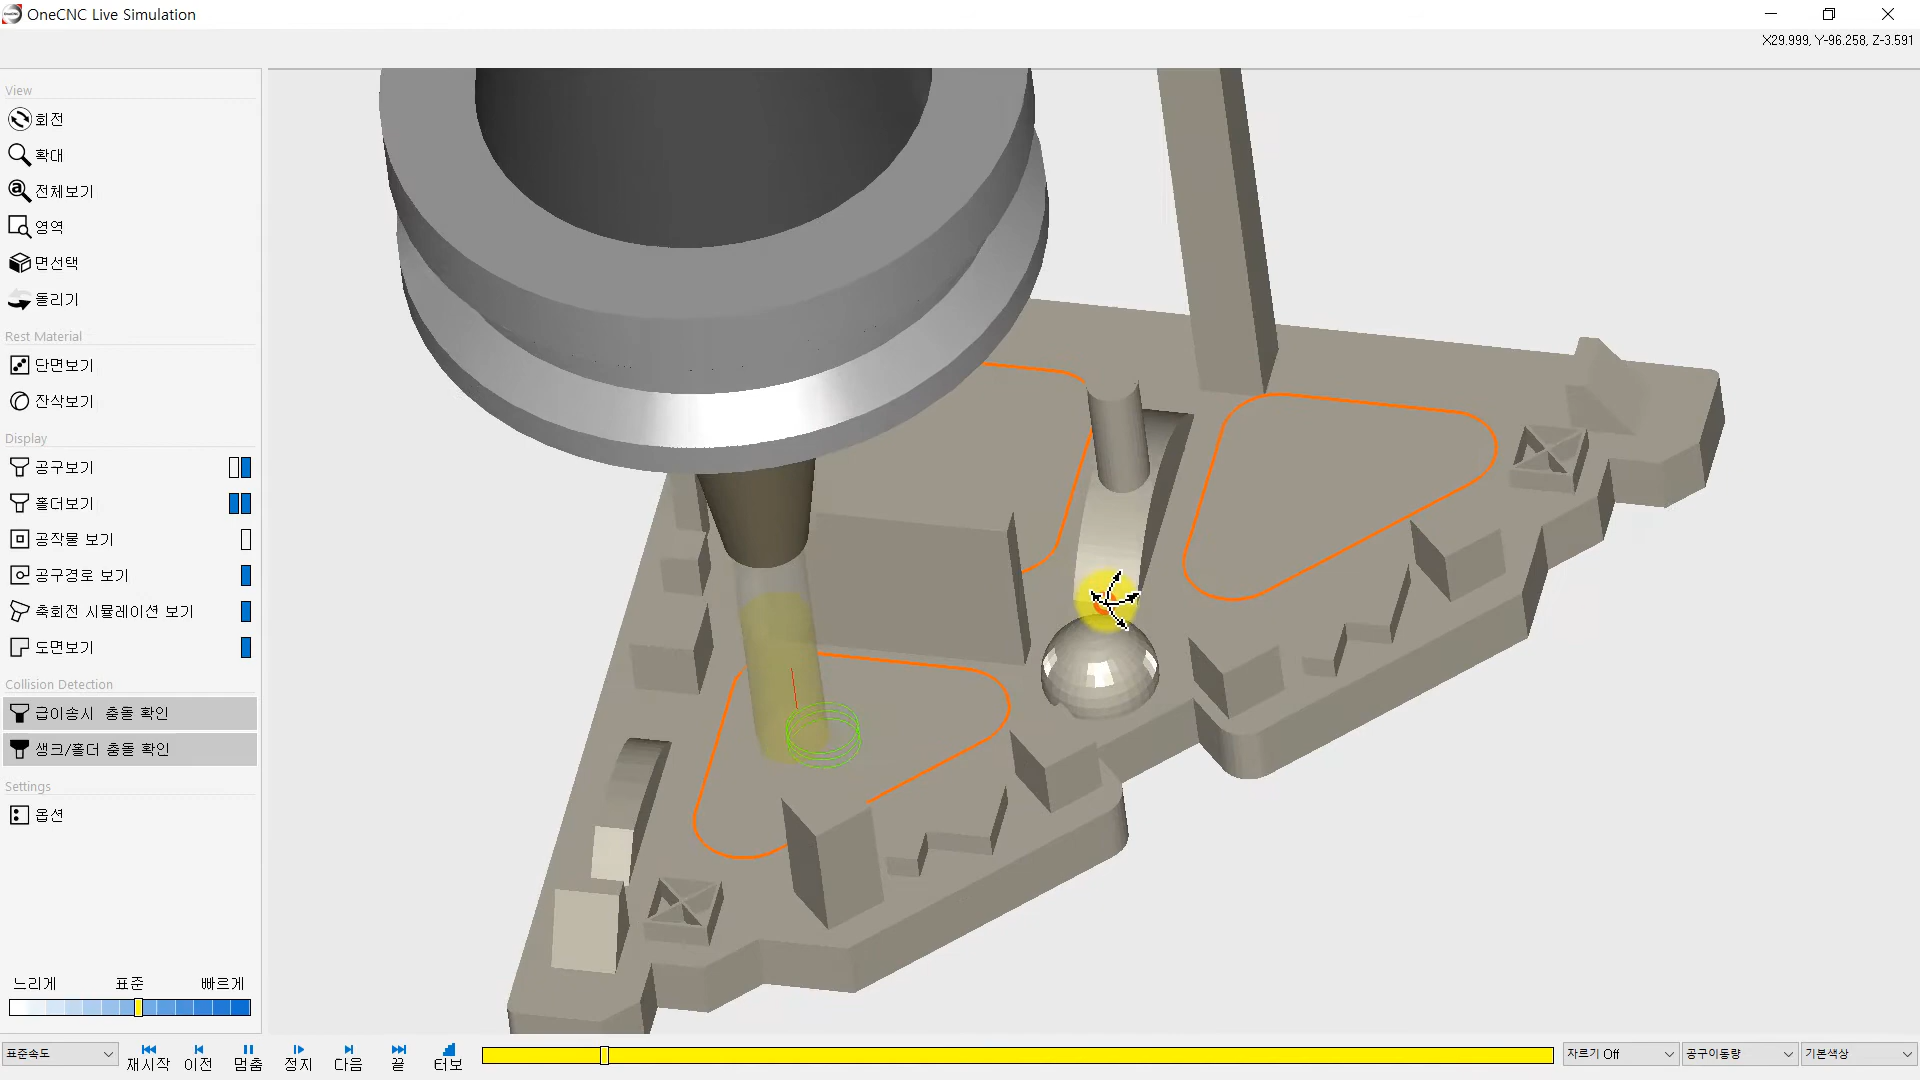 OneCNC Live Simulation
X29.999, Y-96.258, Z-3.591
View
회전
확대
전체보기
영역
면선택
돌리기
Rest Material
단면보기
잔삭보기
Display
공구보기
홀더보기
공작물 보기
공구경로 보기
축회전 시뮬레이션 보기
도면보기
Collision Detection
급이송시 충돌 확인
생크/홀더 충돌 확인
Settings
옵션
느리게 표준 빠르게
표준속도 재시작 이전 멈춤 정지 다음 끝 터보 자르기 Off 공구이동량 기본색상